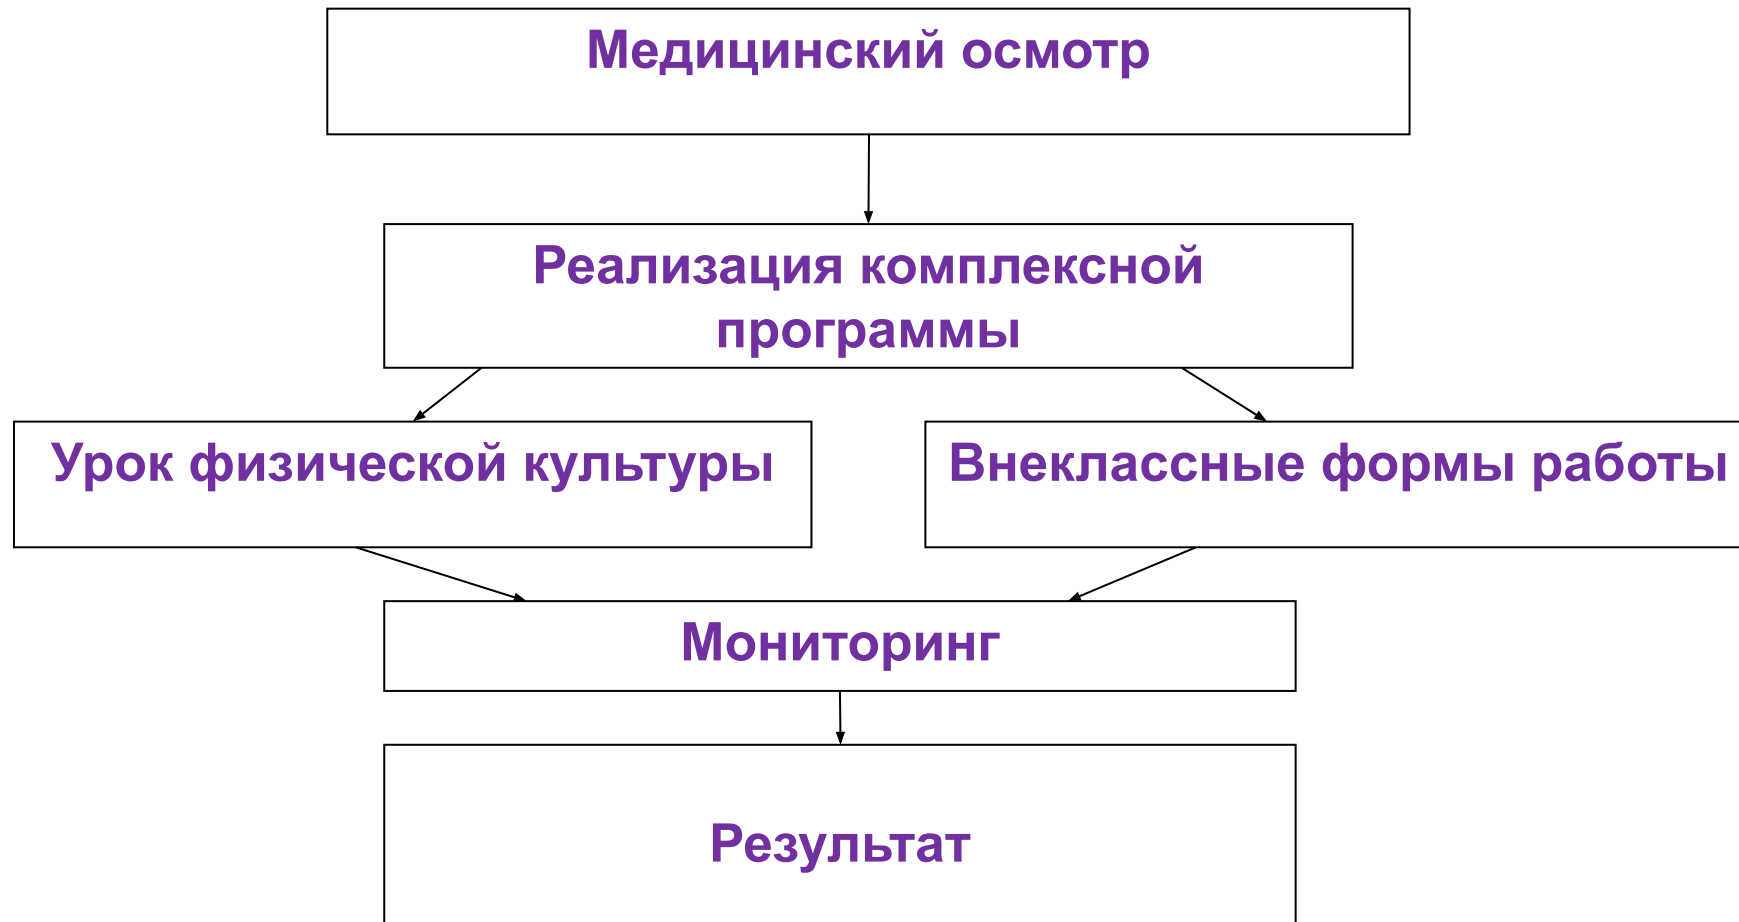 Медицинский осмотр
Реализация комплексной
программы
Урок физической культуры
Внеклассные формы работы
Мониторинг
Результат